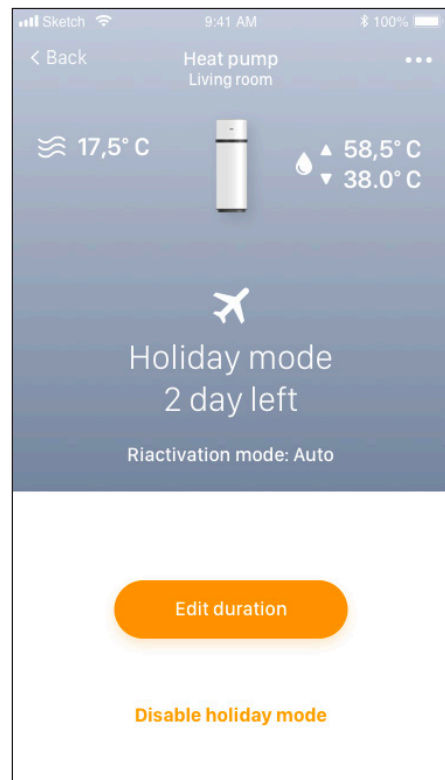 Sketch 9:41 AM 100%
Back Heat pump
Living room
17,5° C
▲ 58,5° C
▼ 38.0° C
Holiday mode
2 day left
Riactivation mode: Auto
Edit duration
Disable holiday mode